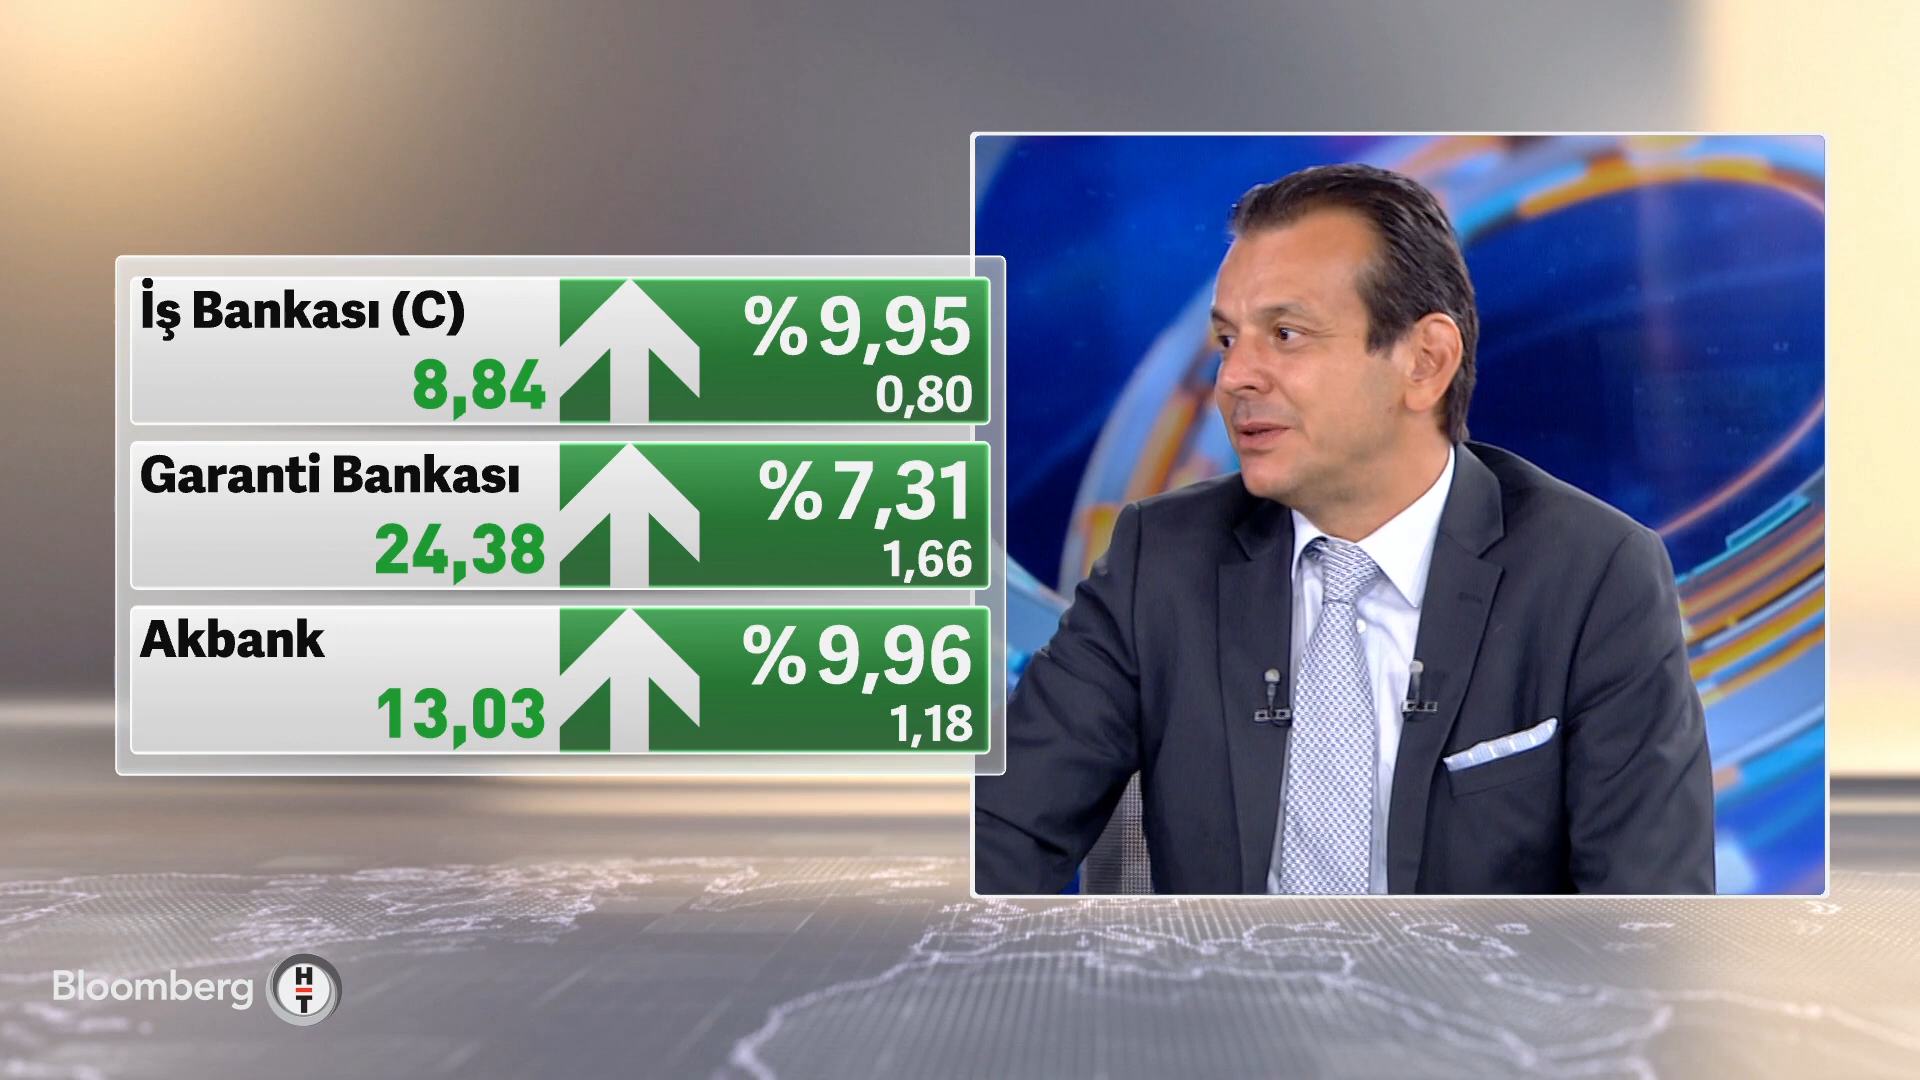 İş Bankası (C)
8,84
%9,95
0,80
Garanti Bankası
24,38
%7,31
1,66
Akbank
13,03
%9,96
1,18
Bloomberg HT